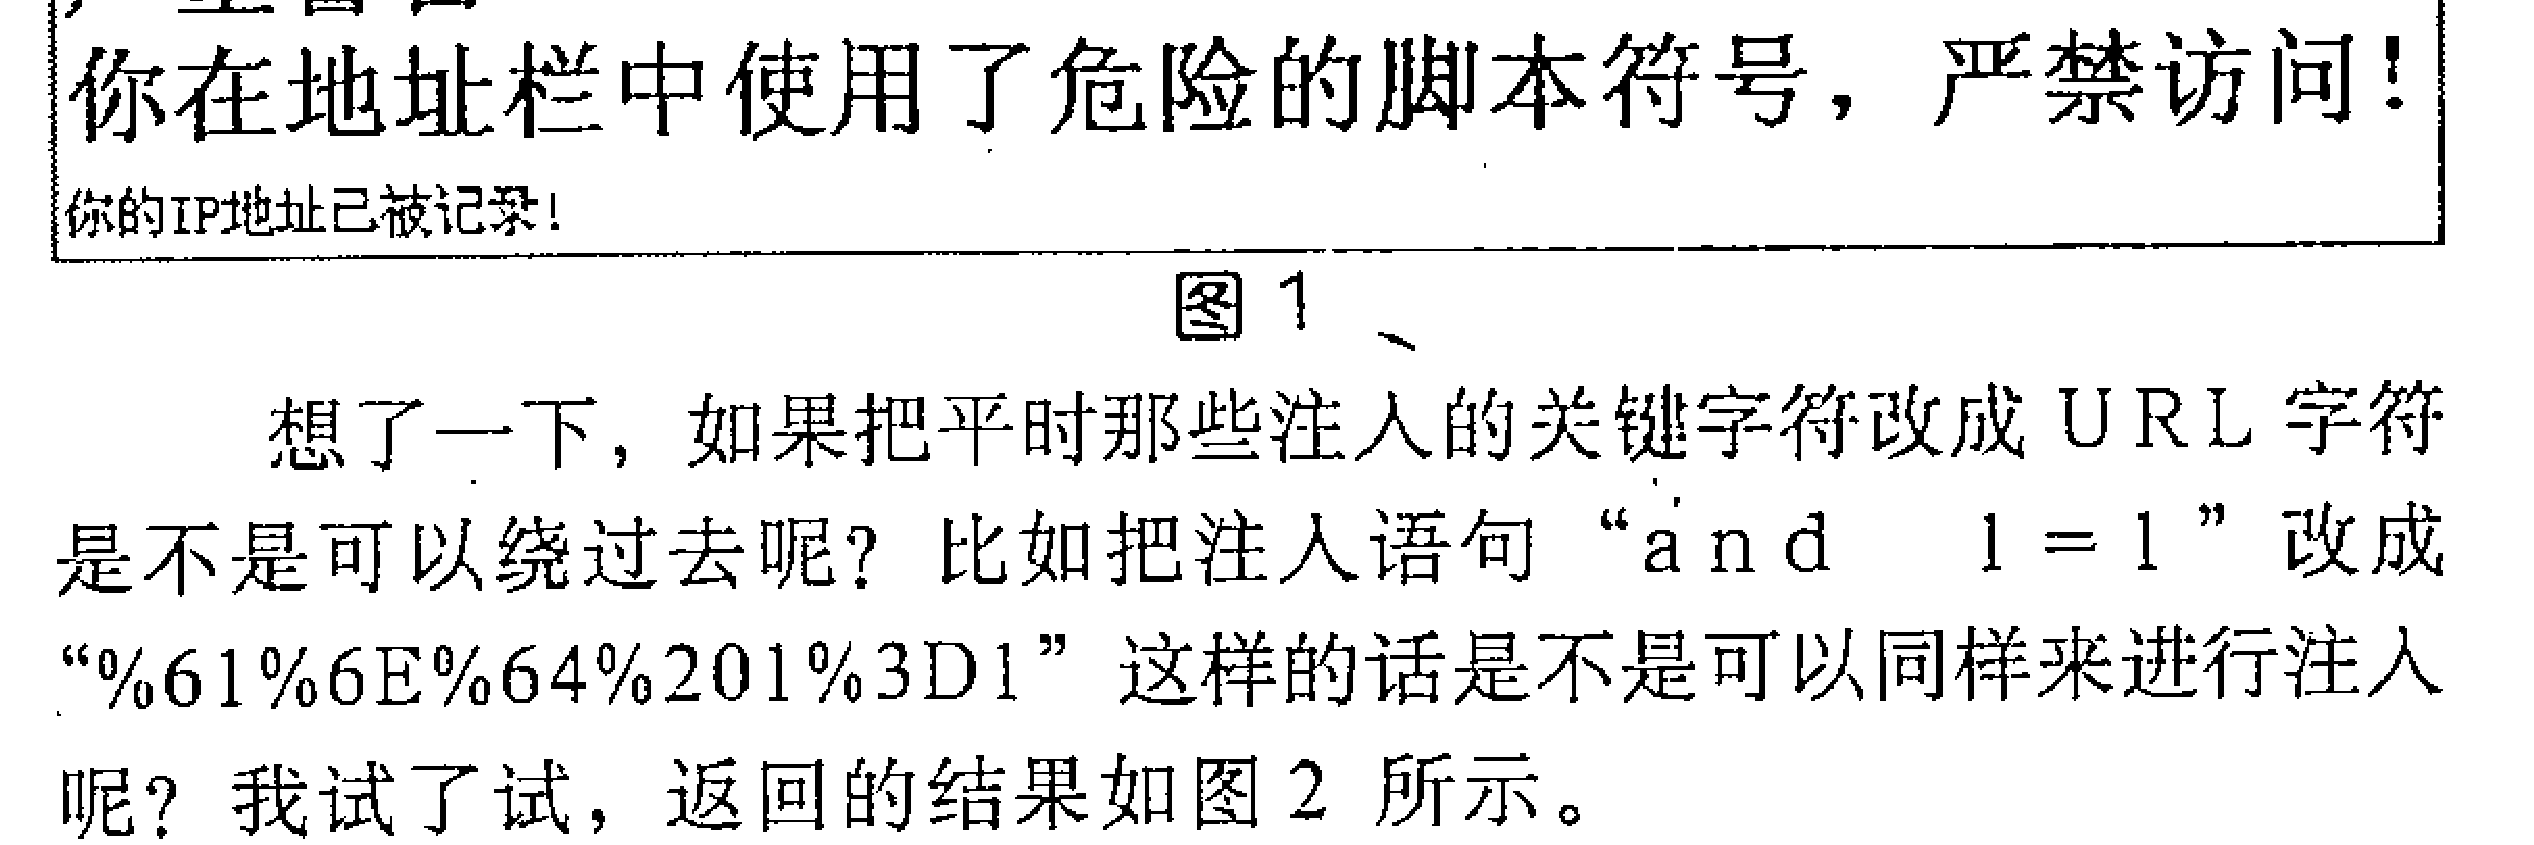 你在地址栏中使用了危险的脚本符号，严禁访问！
你的IP地址已被记录！
图 1
想了一下，如果把平时那些注入的关键字符改成 URL 字符
是不是可以绕过去呢？比如把注入语句“and 1=1”改成
“%61%6E%64%201%3D1”这样的话是不是可以同样来进行注入
呢？我试了试，返回的结果如图 2 所示。